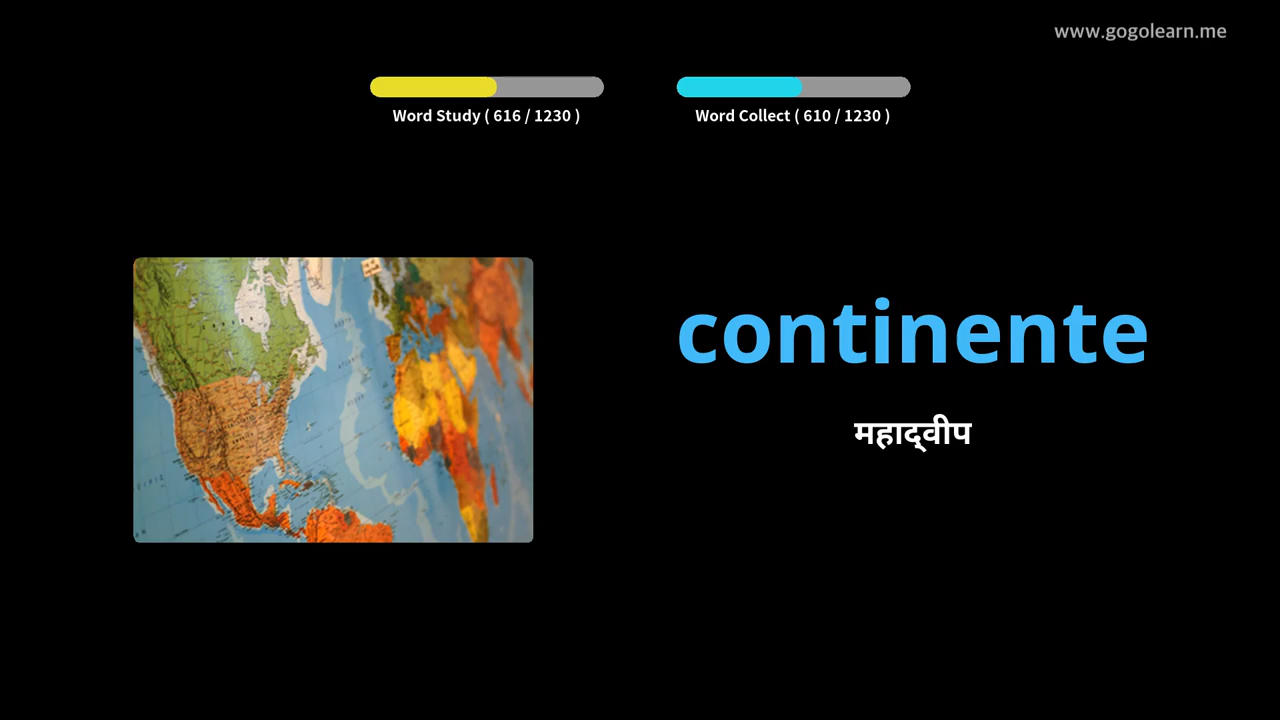 www.gogolearn.me
Word Study ( 616 / 1230 )
Word Collect ( 610 / 1230 )
continente
महाद्‌वीप